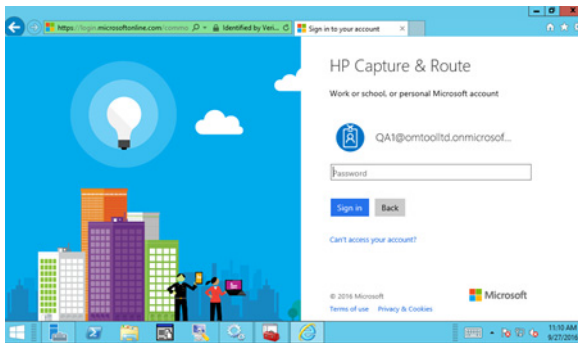 https://login.microsoftonline.com/commo
Identified by Veri...
Sign in to your account
HP Capture & Route
Work or school, or personal Microsoft account
QA1@omtoolltd.onmicrosof...
Password
Sign in
Back
Can't access your account?
© 2016 Microsoft
Microsoft
Terms of use
Privacy & Cookies
11:10 AM
9/27/2016